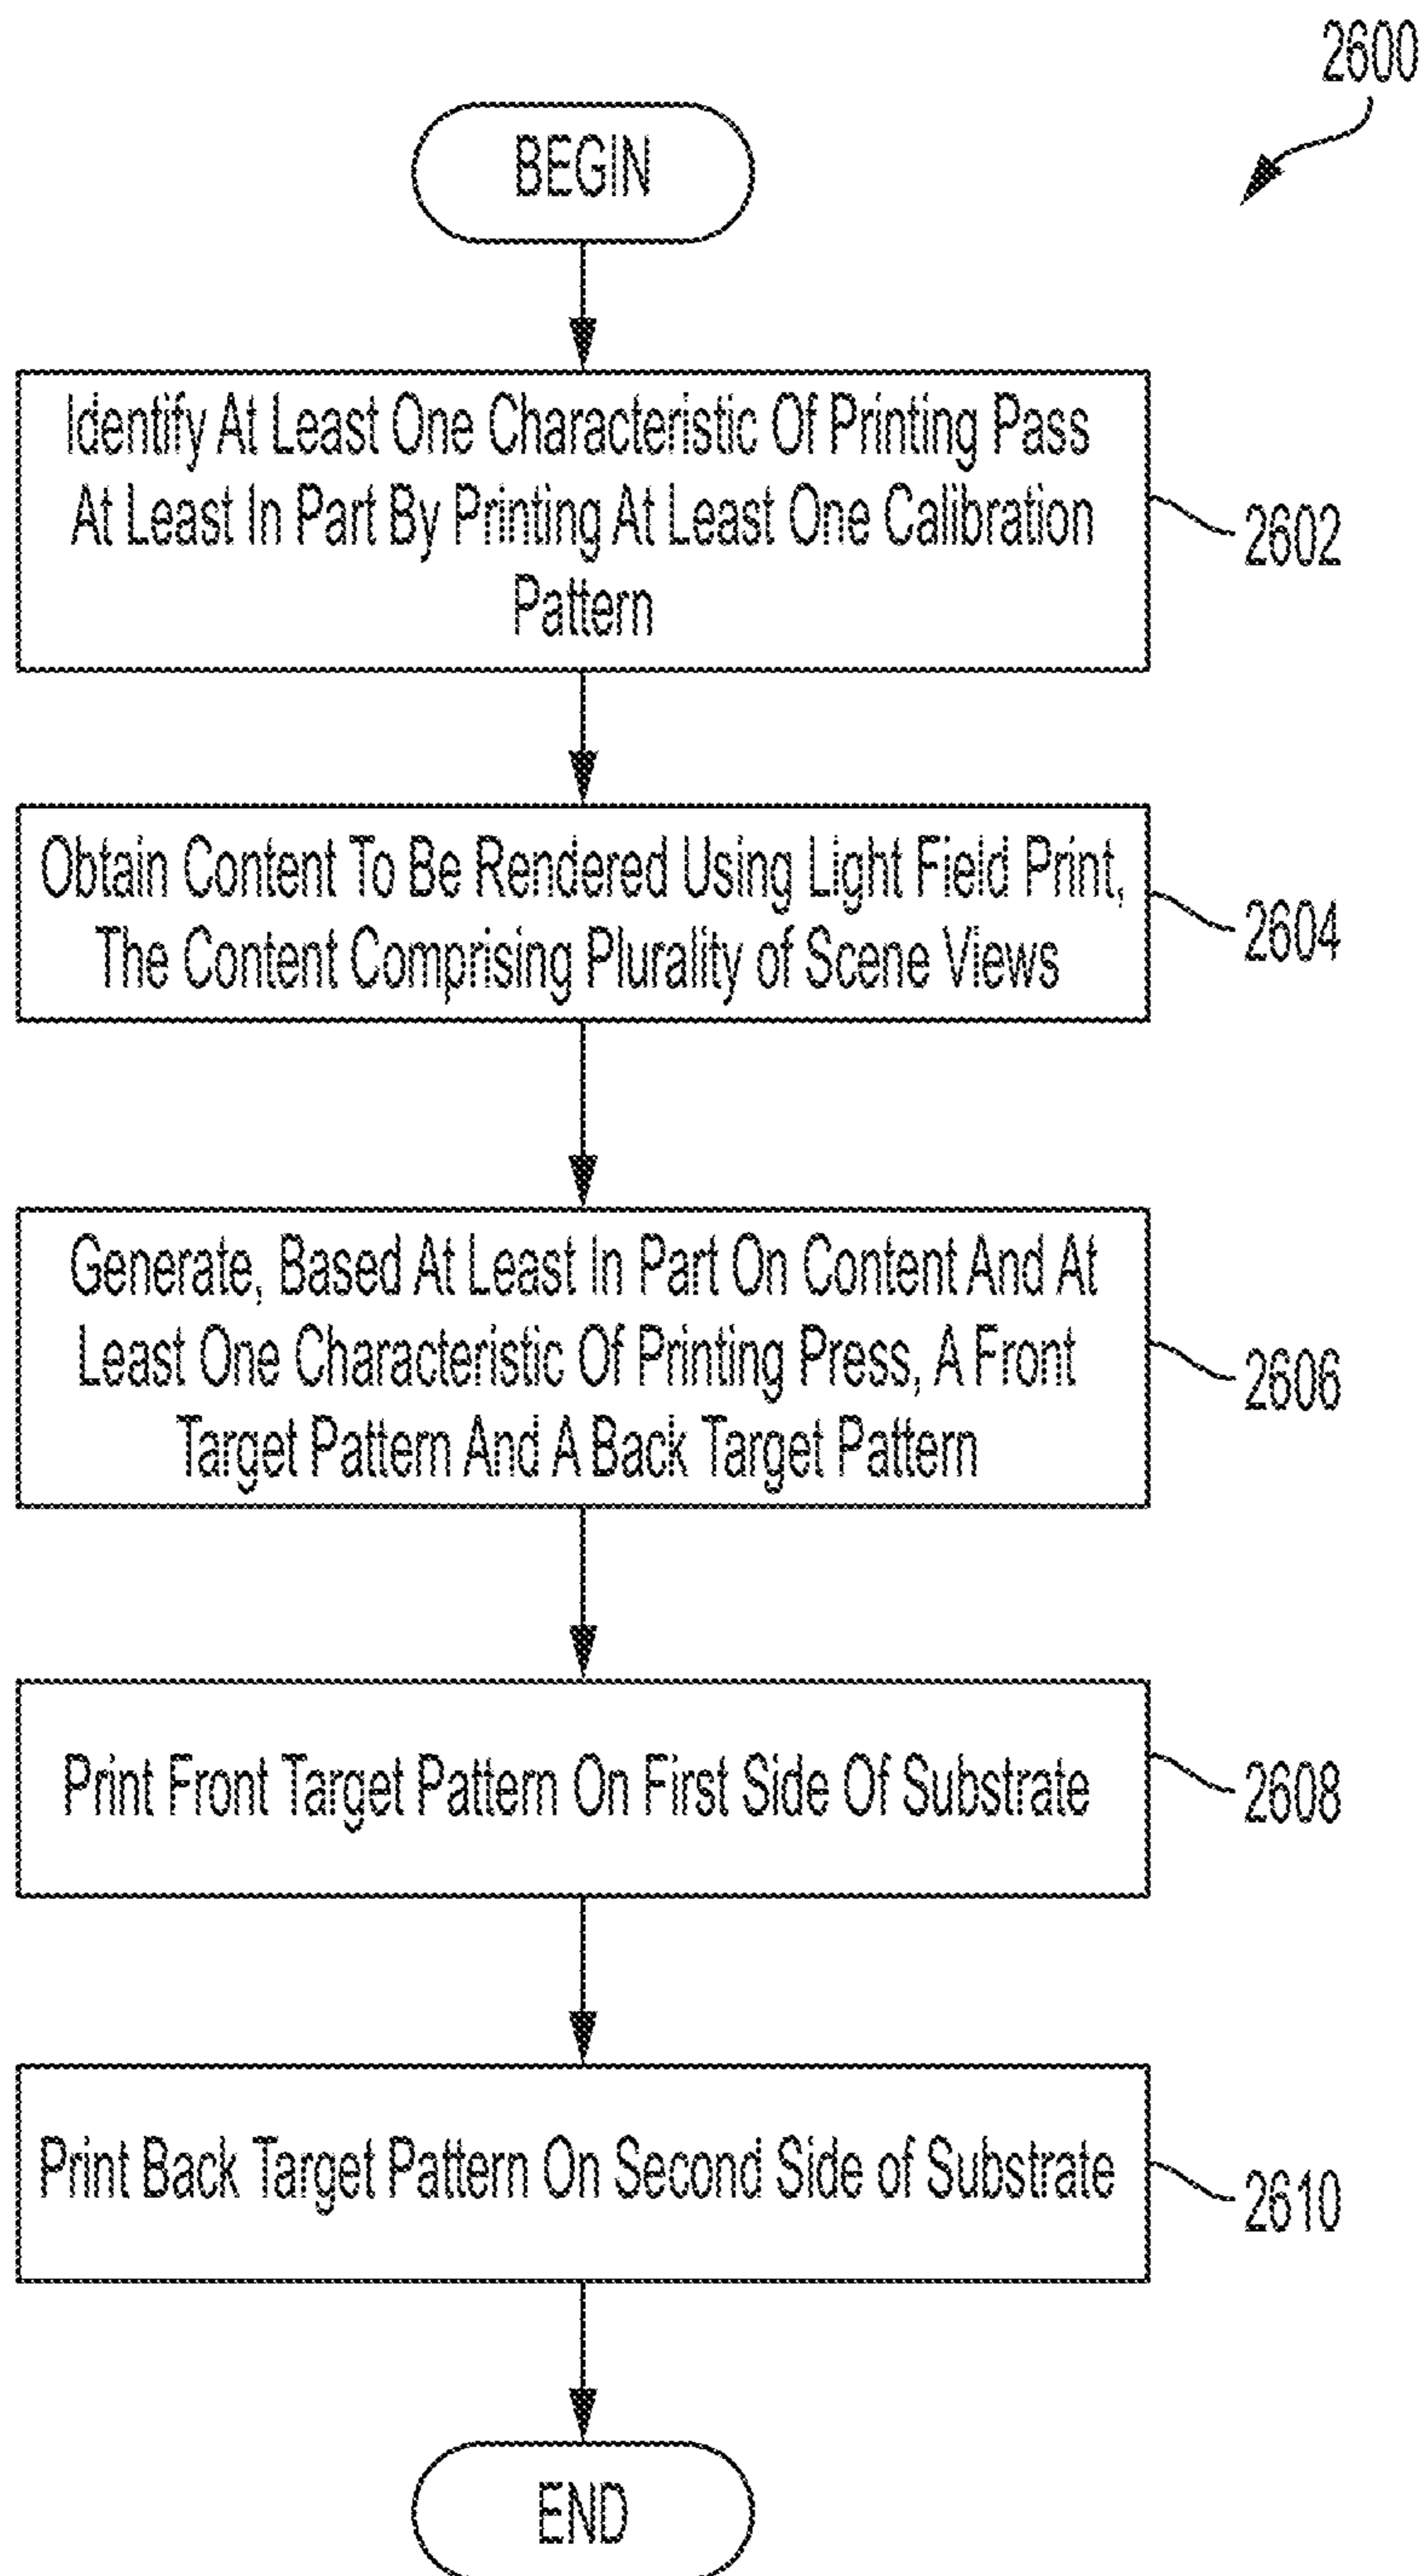 2600
BEGIN
Identify At Least One Characteristic Of Printing Pass
At Least In Part By Printing At Least One Calibration
Pattern
2602
Obtain Content To Be Rendered Using Light Field Print,
The Content Comprising Plurality of Scene Views
2604
Generate, Based At Least In Part On Content And At
Least One Characteristic Of Printing Press, A Front
Target Pattern And A Back Target Pattern
2606
Print Front Target Pattern On First Side Of Substrate
2608
Print Back Target Pattern On Second Side of Substrate
2610
END